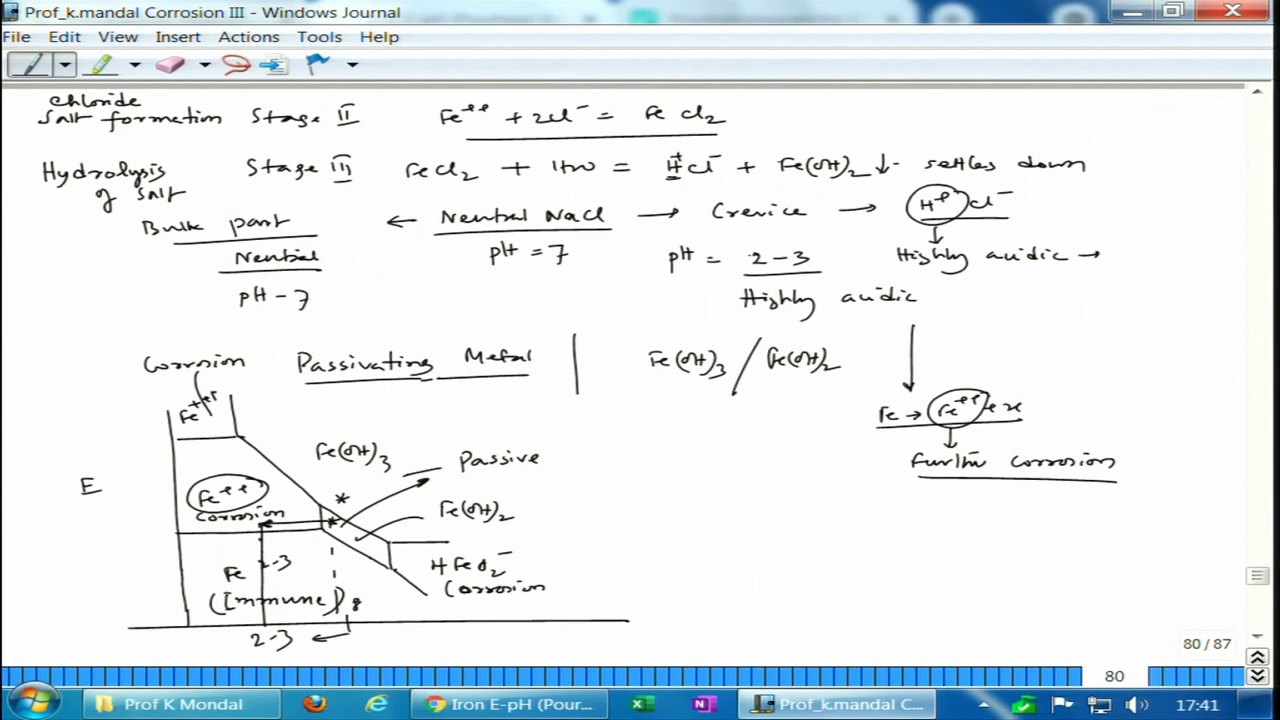 Prof_k.mandal Corrosion III - Windows Journal
File Edit View Insert Actions Tools Help
chloride
salt formation Stage II Fe++ + 2Cl- = FeCl2
Hydrolysis of salt Stage III FeCl2 + H2O = H+Cl- + Fe(OH)2 ↓ settles down
Bulk part ← Neutral NaCl → Crevice → H+ Cl-
Neutral pH = 7 pH = 2-3 Highly acidic →
pH - 7 Highly acidic
Corrosion Passivating Metal Fe(OH)3 / Fe(OH)2
Fe+++ Fe → Fe++ + 2e
Fe(OH)3 Passive Further corrosion
E Fe++ * Fe(OH)2
corrosion *
Fe 2-3 HFeO2-
(Immune) 8 Corrosion
2-3 ←
80 / 87
80
Prof K Mondal Iron E-pH (Pour... Prof_k.mandal C... 17:41